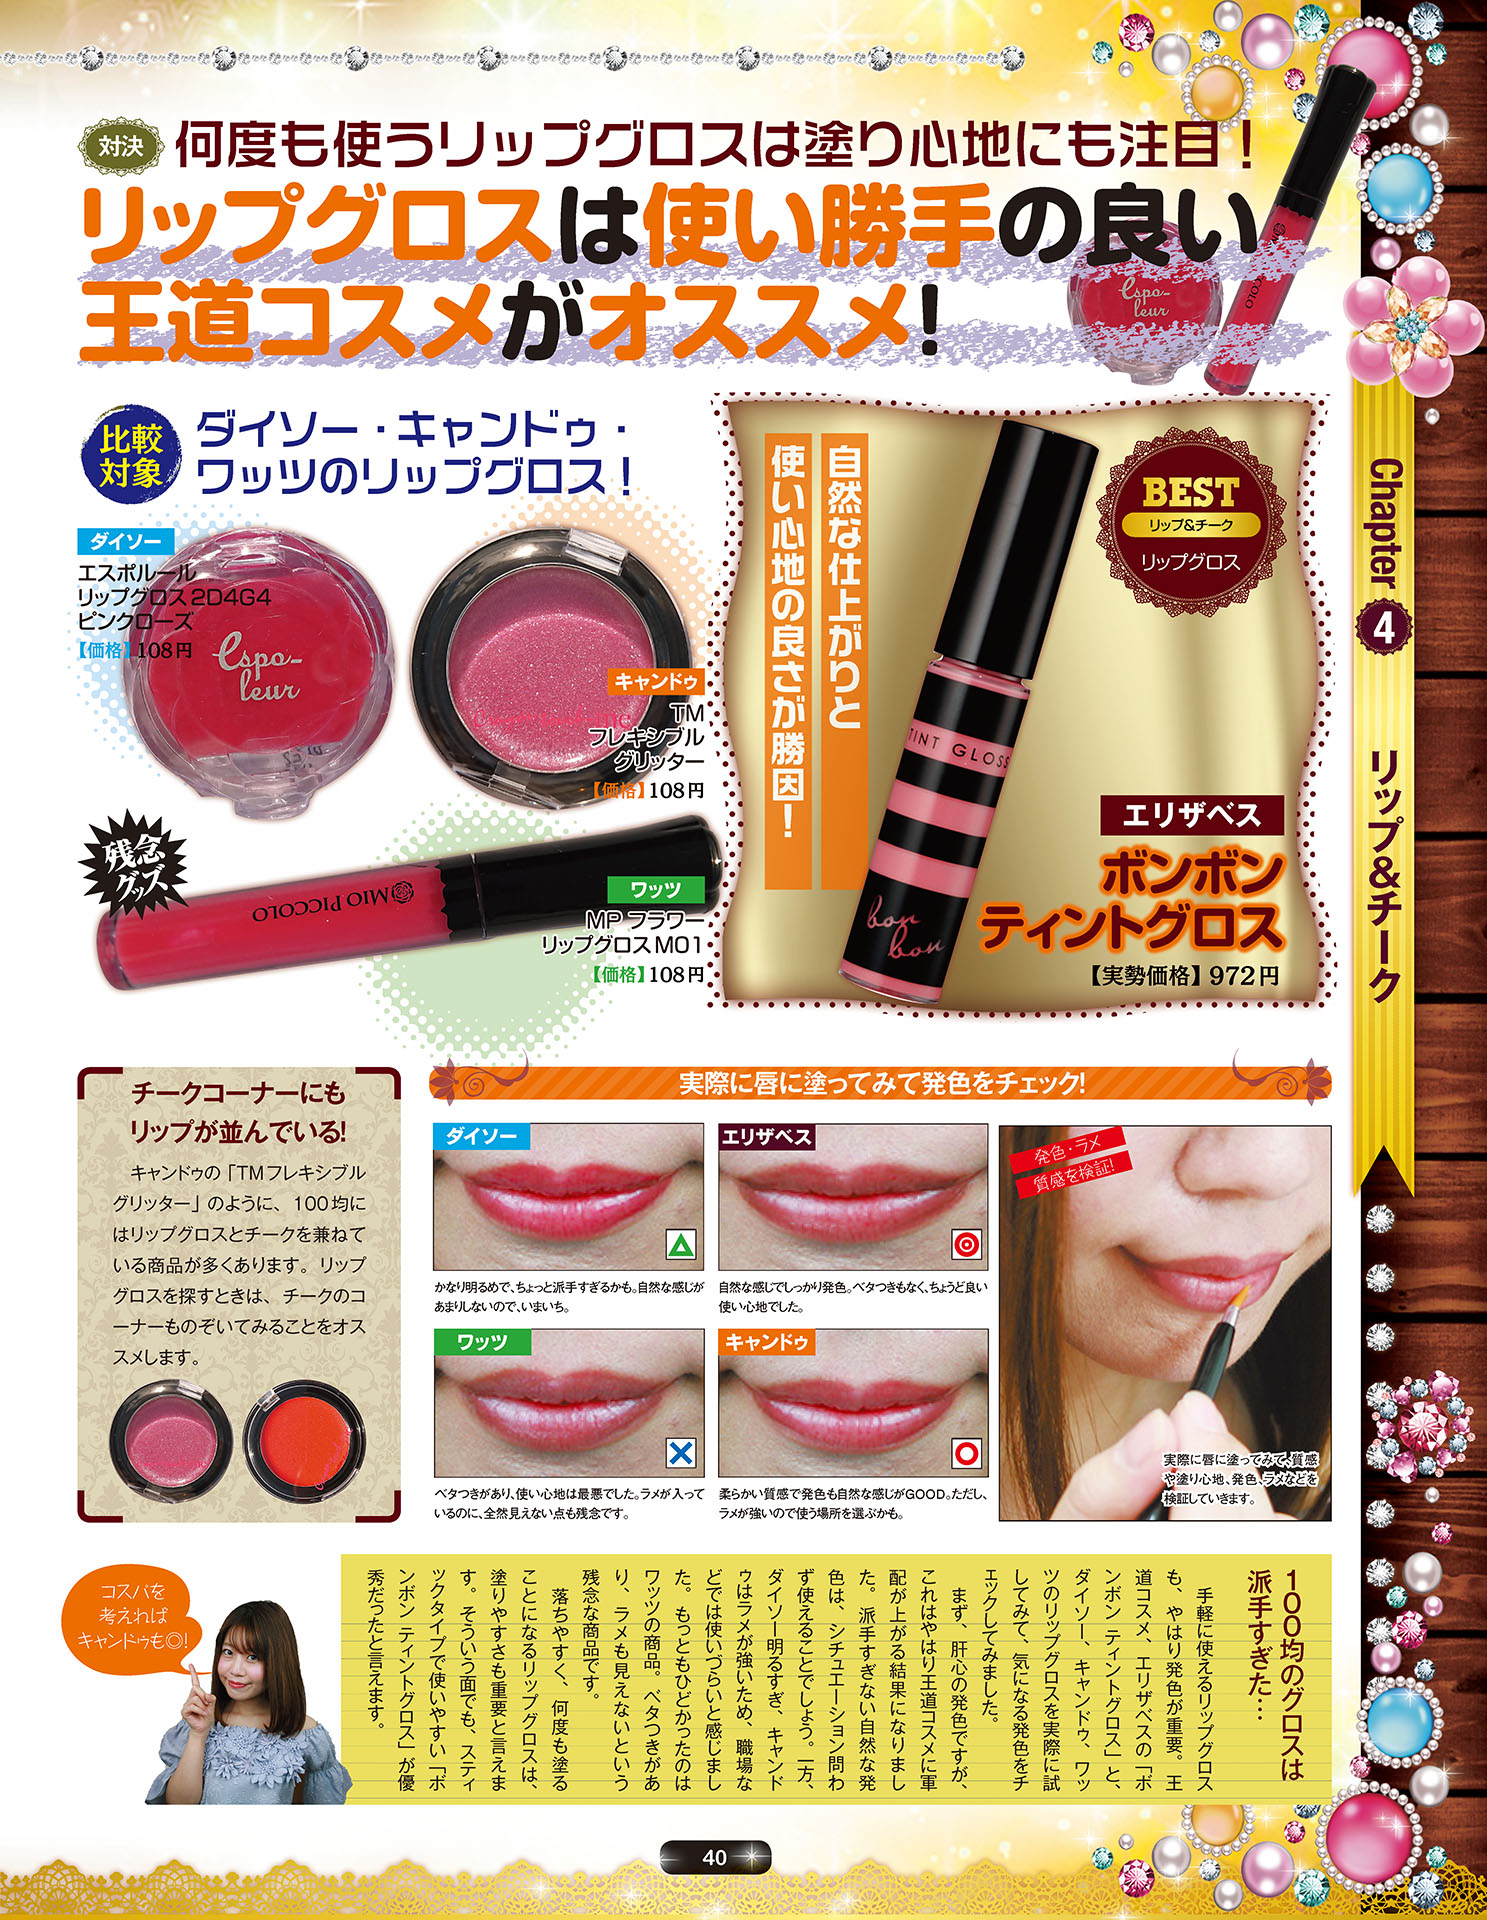 対決
何度も使うリップグロスは塗り心地にも注目！
リップグロスは使い勝手の良い
王道コスメがオススメ！
Espo-
leur
PICCOLO
比較
対象
ダイソー・キャンドゥ・
ワッツのリップグロス！
ダイソー
エスポルール
リップグロス2D4G4
ピンクローズ
【価格】108円
Espo-
leur
キャンドゥ
TM
フレキシブル
グリッター
【価格】108円
残念
グッズ
MIO PICCOLO
ワッツ
MP フラワー
リップグロスM01
【価格】108円
自然な仕上がりと
使い心地の良さが勝因！
TINT GLOSS
bon
bon
BEST
リップ&チーク
リップグロス
エリザベス
ボンボン
ティントグロス
【実勢価格】972円
Chapter
4
リップ&チーク
チークコーナーにも
リップが並んでいる!
キャンドゥの「TMフレキシブル
グリッター」のように、100均に
はリップグロスとチークを兼ねて
いる商品が多くあります。リップ
グロスを探すときは、チークのコ
ーナーものぞいてみることをオス
スメします。
実際に唇に塗ってみて発色をチェック!
ダイソー
かなり明るめで、ちょっと派手すぎるかも。自然な感じが
あまりしないので、いまいち。
エリザベス
自然な感じでしっかり発色。ベタつきもなく、ちょうど良い
使い心地でした。
ワッツ
ベタつきがあり、使い心地は最悪でした。ラメが入って
いるのに、全然見えない点も残念です。
キャンドゥ
柔らかい質感で発色も自然な感じがGOOD。ただし、
ラメが強いので使う場所を選ぶかも。
発色・ラメ
質感を検証!
実際に唇に塗ってみて、質感
や塗り心地、発色、ラメなどを
検証していきます。
100均のグロスは
派手すぎた…
手軽に使えるリップグロス
も、やはり発色が重要。王
道コスメ、エリザベスの「ボ
ンボン ティントグロス」と、
ダイソー、キャンドゥ、ワッ
ツのリップグロスを実際に試
してみて、気になる発色をチ
ェックしてみました。
まず、肝心の発色ですが、
これはやはり王道コスメに軍
配が上がる結果になりまし
た。派手すぎない自然な発
色は、シチュエーション問わ
ず使えることでしょう。一方、
ダイソー明るすぎ、キャンド
ゥはラメが強いため、職場な
どでは使いづらいと感じまし
た。もっともひどかったのは
ワッツの商品。ベタつきがあ
り、ラメも見えないという
残念な商品です。
落ちやすく、何度も塗る
ことになるリップグロスは、
塗りやすさも重要と言えま
す。そういう面でも、スティ
ックタイプで使いやすい「ボ
ンボン ティントグロス」が優
秀だったと言えます。
コスパを
考えれば
キャンドゥも◎!
40